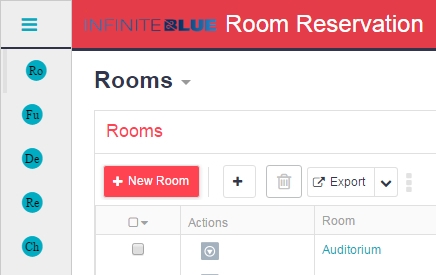 INFINITEBLUE Room Reservation
Ro
Rooms
Fu
Rooms
De
+ New Room + Export
Re
Actions Room
Ch
Auditorium